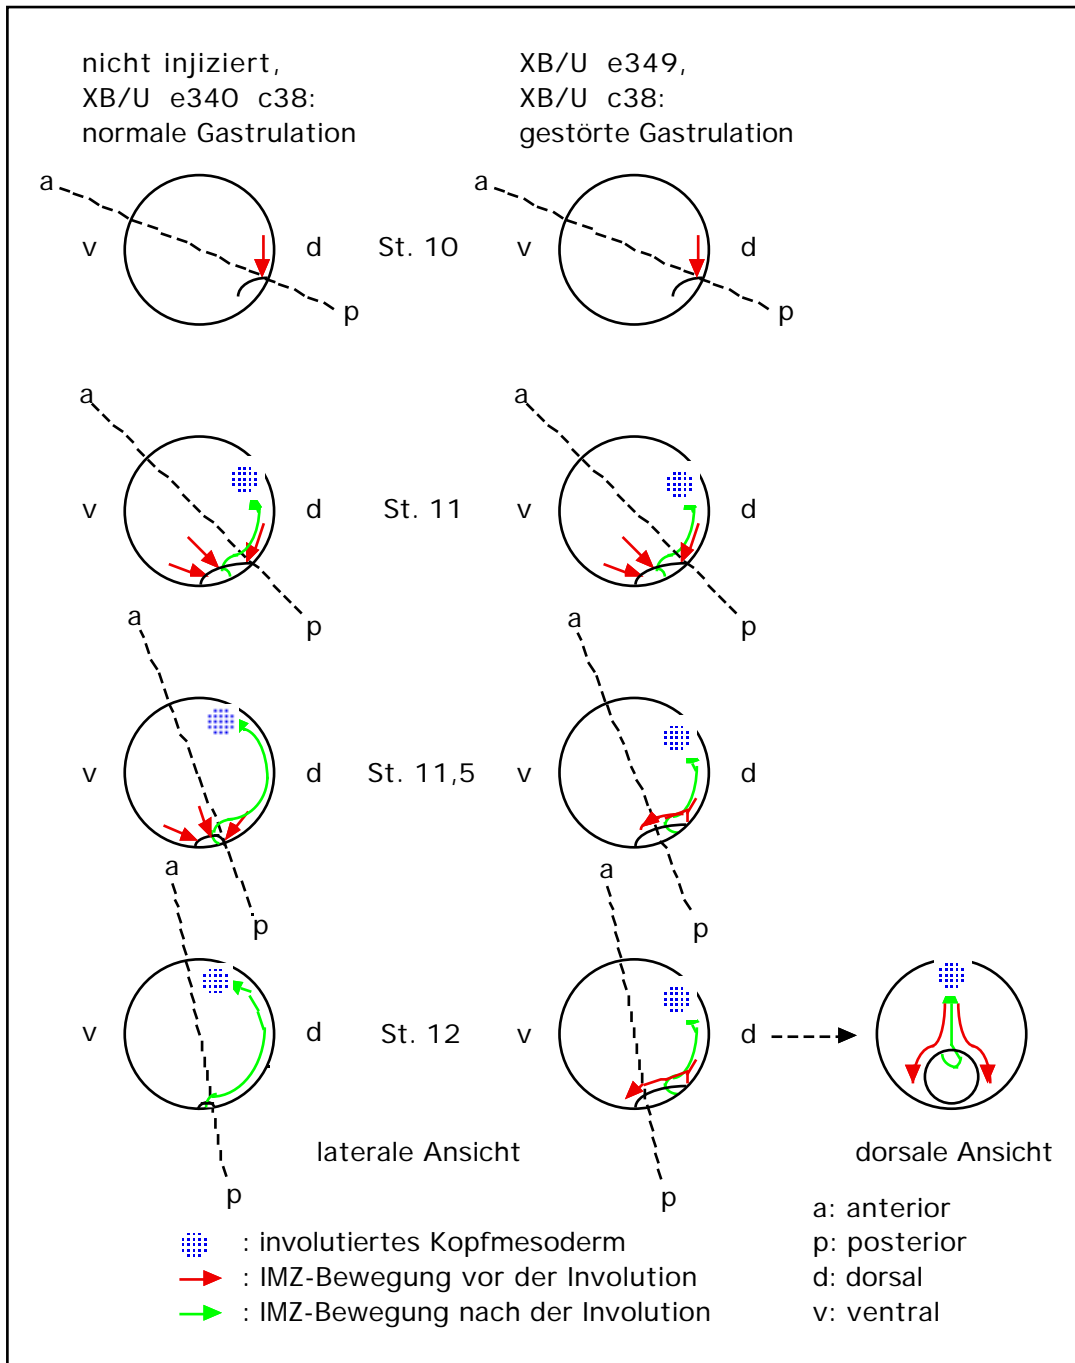 nicht injiziert,
XB/U e340 c38:
normale Gastrulation
XB/U e349,
XB/U c38:
gestörte Gastrulation
a
a
v d St. 10 v d
p
p
a
a
v d St. 11 v d
p
p
a
a
v d St. 11,5 v d
a
a
p
p
v d St. 12 v d
laterale Ansicht
dorsale Ansicht
p
p
a: anterior
: involutiertes Kopfmesoderm
p: posterior
: IMZ-Bewegung vor der Involution
d: dorsal
: IMZ-Bewegung nach der Involution
v: ventral